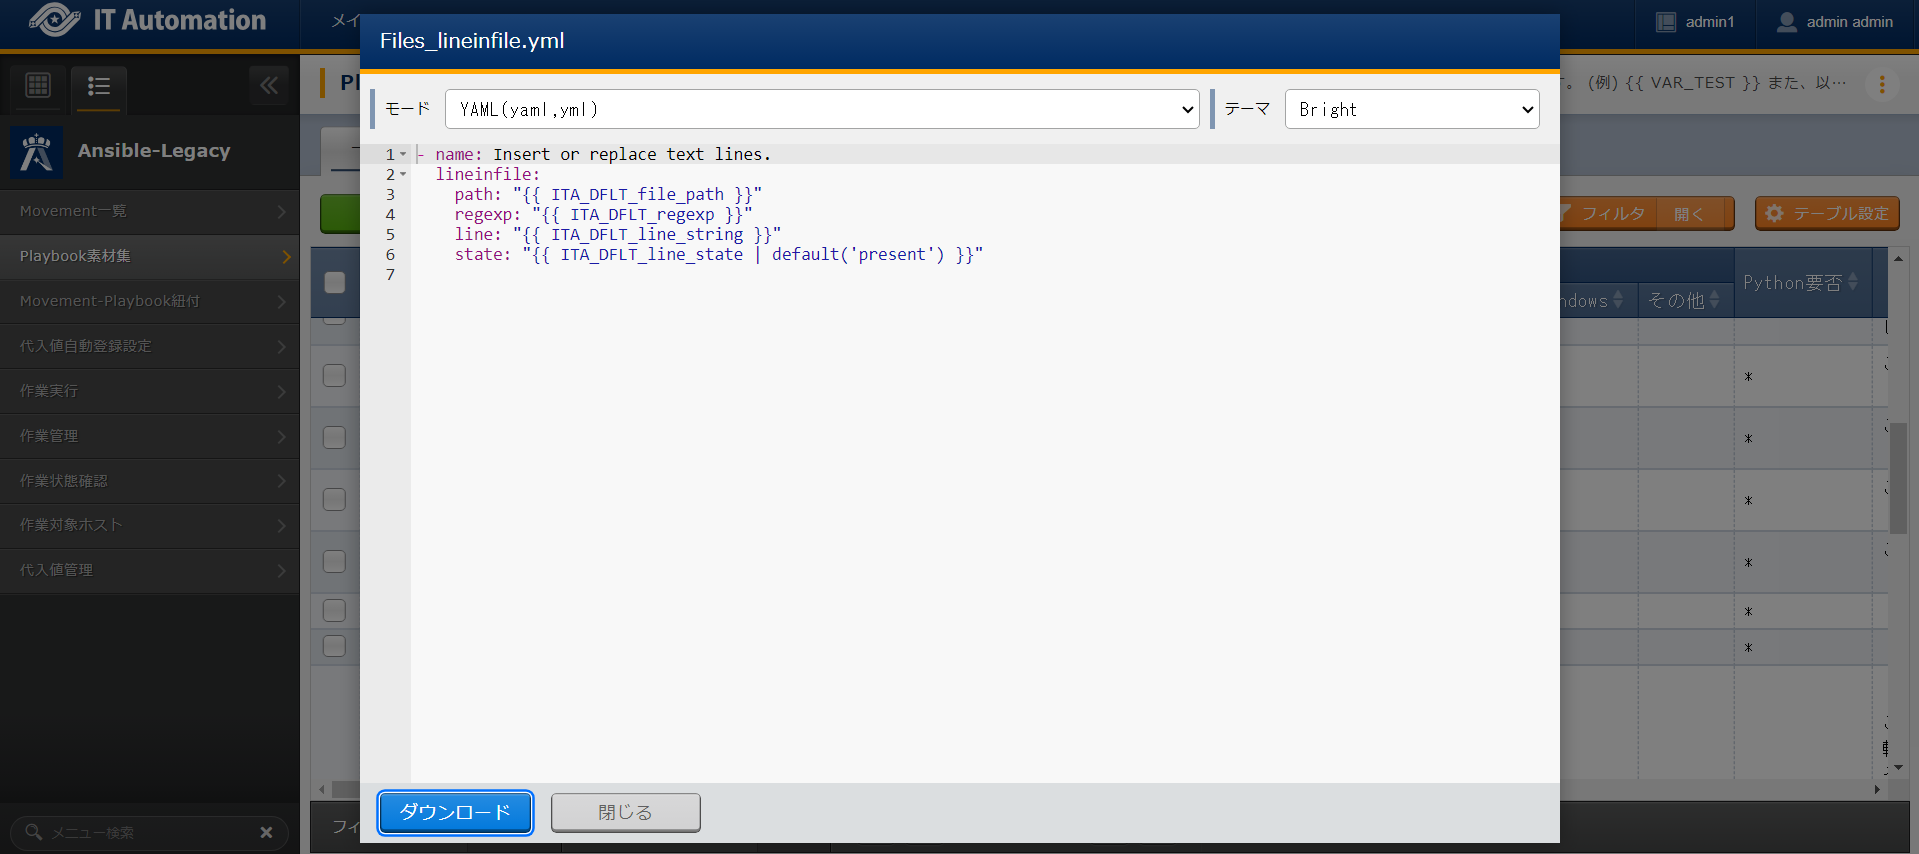 IT Automation
メイ
admin1
admin admin
Files_lineinfile.yml
Pl
。 (例) {{ VAR_TEST }} また、以…
モード
YAML(yaml,yml)
テーマ
Bright
Ansible-Legacy
Movement一覧
Playbook素材集
Movement-Playbook紐付
代入値自動登録設定
作業実行
作業管理
作業状態確認
作業対象ホスト
代入値管理
メニュー検索
1 - name: Insert or replace text lines.
2 lineinfile:
3 path: "{{ ITA_DFLT_file_path }}"
4 regexp: "{{ ITA_DFLT_regexp }}"
5 line: "{{ ITA_DFLT_line_string }}"
6 state: "{{ ITA_DFLT_line_state | default('present') }}"
7
フィルタ
開く
テーブル設定
ndows
その他
Python要否
*
*
*
*
*
*
ダウンロード
閉じる
フィ